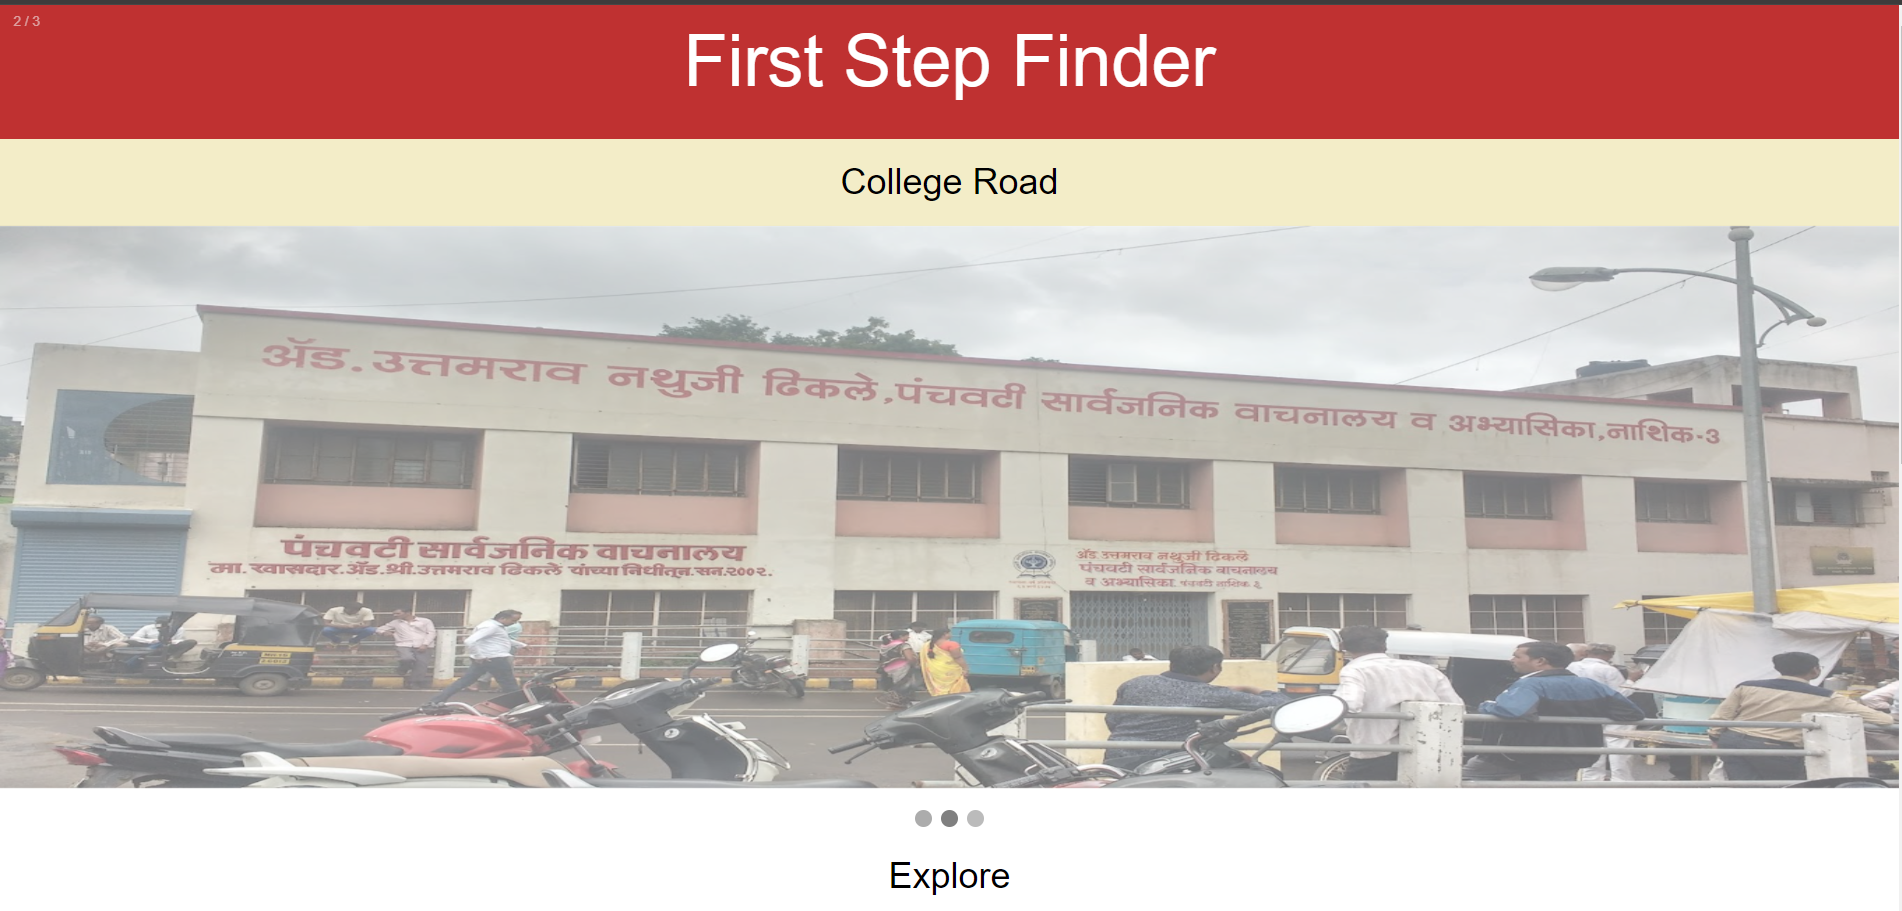 2 / 3
First Step Finder
College Road
ॲड. उत्तमराव नथुजी ढिकले, पंचवटी सार्वजनिक वाचनालय व अभ्यासिका, नाशिक-३
पंचवटी सार्वजनिक वाचनालय
मा. खासदार. ॲड. श्री. उत्तमराव ढिकले यांच्या निधीतून. सन. २००२.
ॲड. उत्तमराव नथुजी ढिकले
पंचवटी सार्वजनिक वाचनालय
व अभ्यासिका. पंचवटी नाशिक ३
Explore